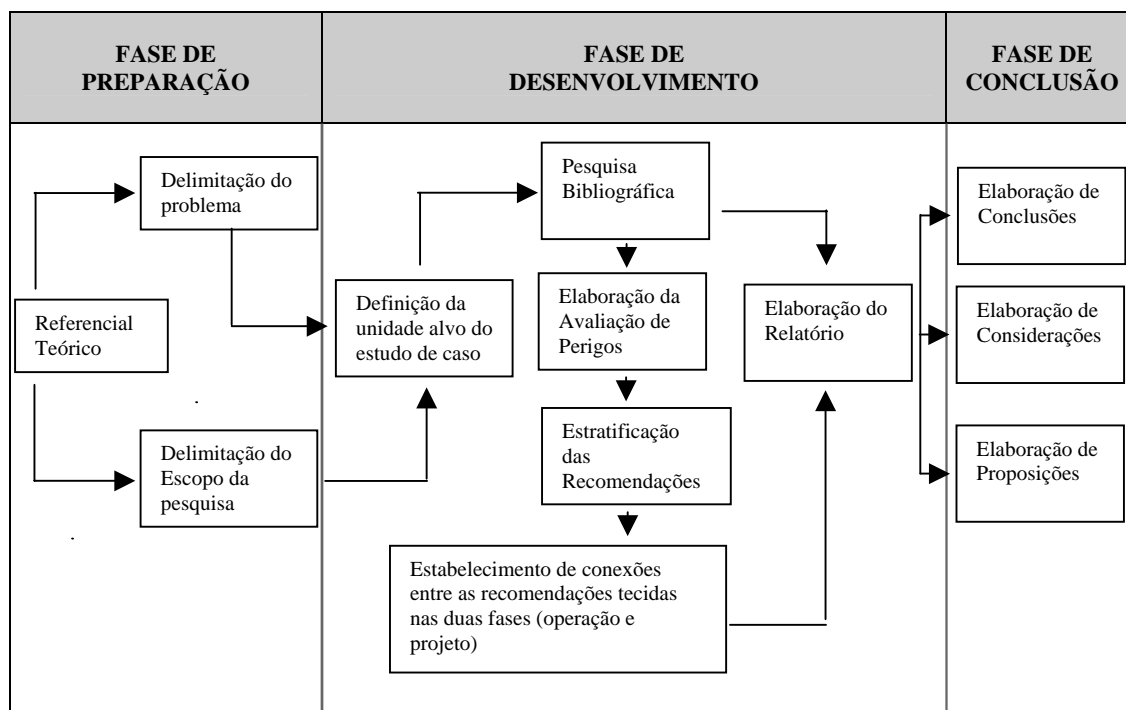 FASE DE
PREPARAÇÃO
FASE DE
DESENVOLVIMENTO
FASE DE
CONCLUSÃO
Referencial
Teórico
Delimitação do
problema
Delimitação do
Escopo da
pesquisa
Definição da
unidade alvo do
estudo de caso
Pesquisa
Bibliográfica
Elaboração da
Avaliação de
Perigos
Estratificação
das
Recomendações
Estabelecimento de conexões
entre as recomendações tecidas
nas duas fases (operação e
projeto)
Elaboração do
Relatório
Elaboração de
Conclusões
Elaboração de
Considerações
Elaboração de
Proposições